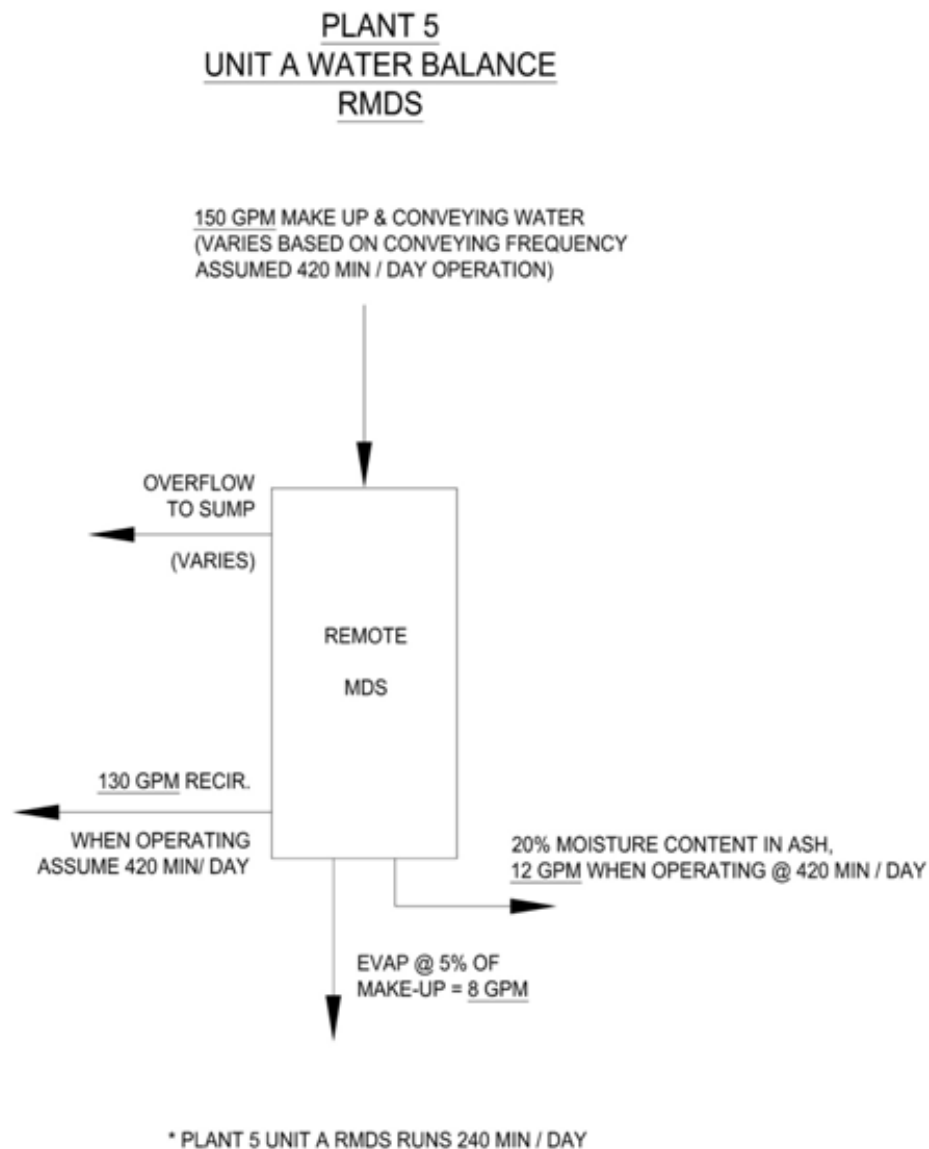 PLANT 5
UNIT A WATER BALANCE
RMDS
150 GPM MAKE UP & CONVEYING WATER
(VARIES BASED ON CONVEYING FREQUENCY
ASSUMED 420 MIN / DAY OPERATION)
OVERFLOW
TO SUMP
(VARIES)
REMOTE
MDS
130 GPM RECIR.
WHEN OPERATING
ASSUME 420 MIN/ DAY
20% MOISTURE CONTENT IN ASH,
12 GPM WHEN OPERATING @ 420 MIN / DAY
EVAP @ 5% OF
MAKE-UP = 8 GPM
* PLANT 5 UNIT A RMDS RUNS 240 MIN / DAY